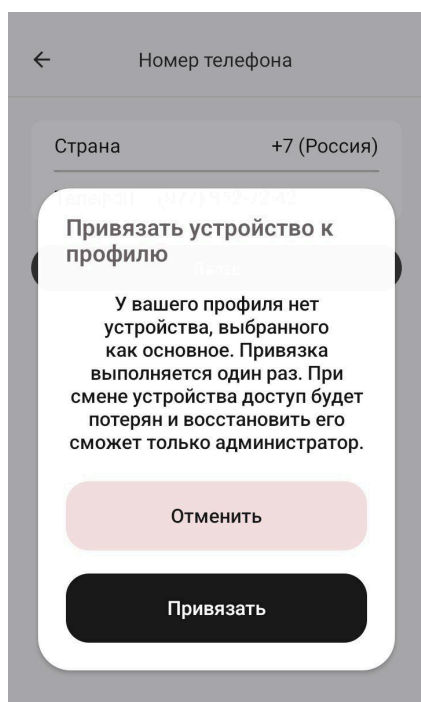 Номер телефона
Страна +7 (Россия)
Привязать устройство к
профилю
У вашего профиля нет
устройства, выбранного
как основное. Привязка
выполняется один раз. При
смене устройства доступ будет
потерян и восстановить его
сможет только администратор.
Отменить
Привязать